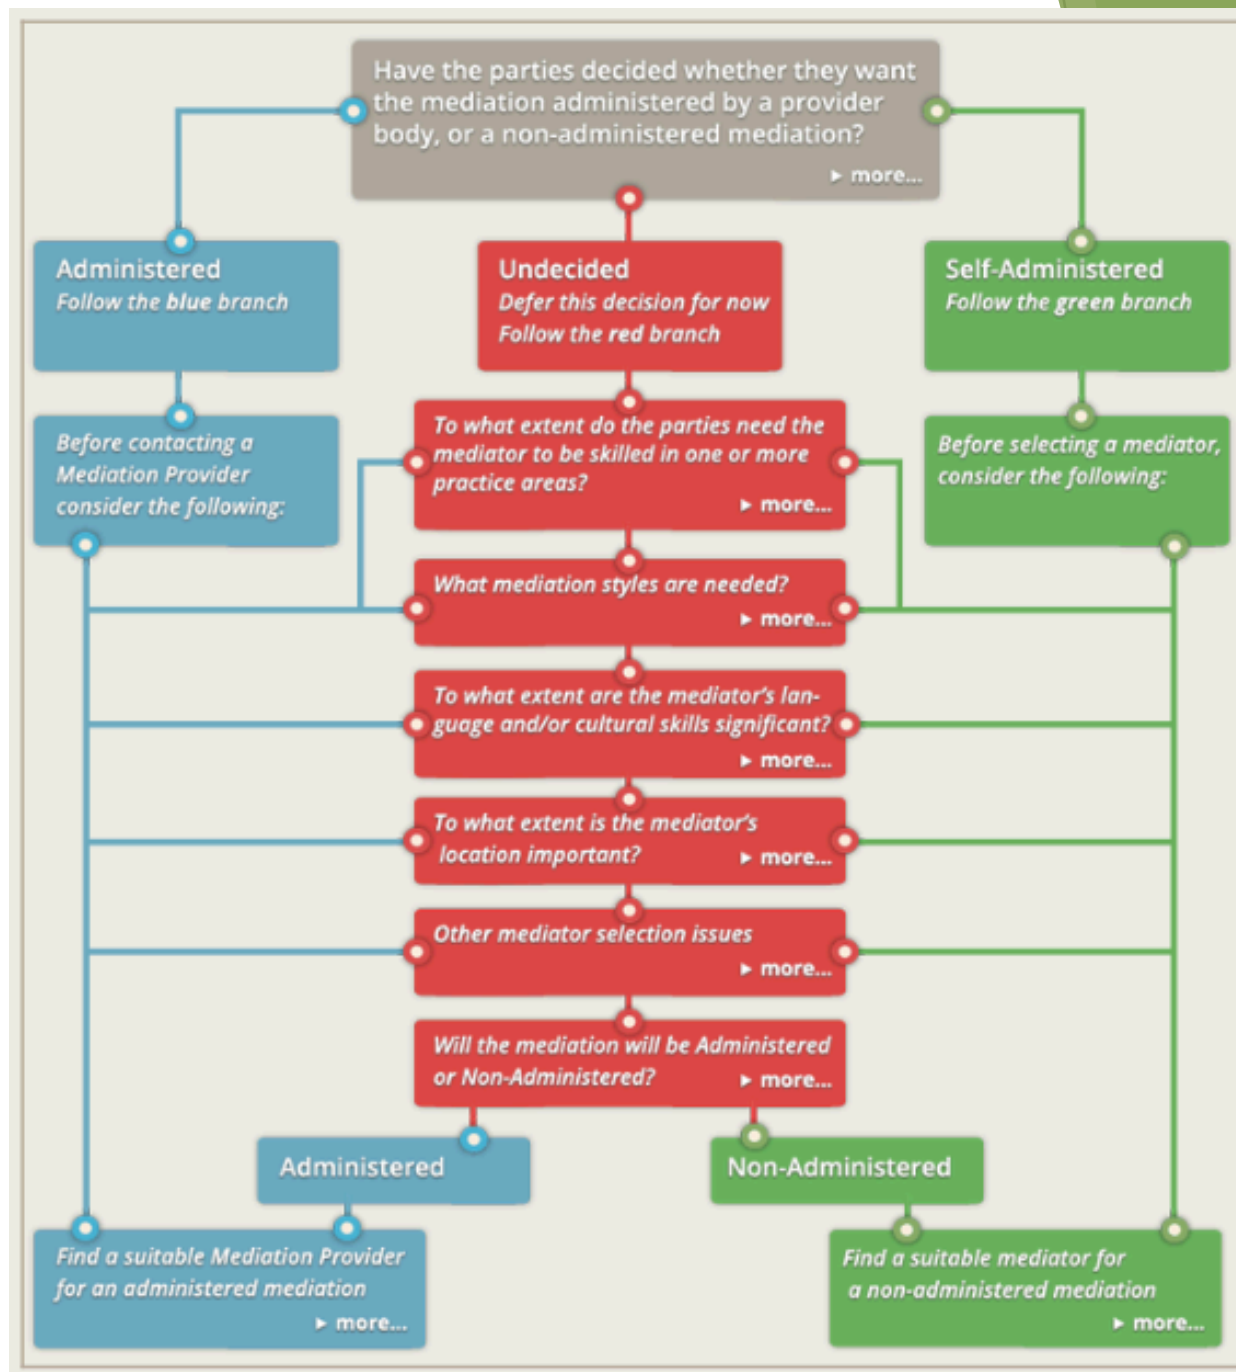 Have the parties decided whether they want
the mediation administered by a provider
body, or a non-administered mediation?
▶ more...
Administered
Follow the blue branch
Undecided
Defer this decision for now
Follow the red branch
Self-Administered
Follow the green branch
Before contacting a
Mediation Provider
consider the following:
To what extent do the parties need the
mediator to be skilled in one or more
practice areas?
▶ more...
Before selecting a mediator,
consider the following:
What mediation styles are needed?
▶ more...
To what extent are the mediator's lan-
guage and/or cultural skills significant?
▶ more...
To what extent is the mediator's
location important? ▶ more...
Other mediator selection issues
▶ more...
Will the mediation will be Administered
or Non-Administered? ▶ more...
Administered
Non-Administered
Find a suitable Mediation Provider
for an administered mediation
▶ more...
Find a suitable mediator for
a non-administered mediation
▶ more...